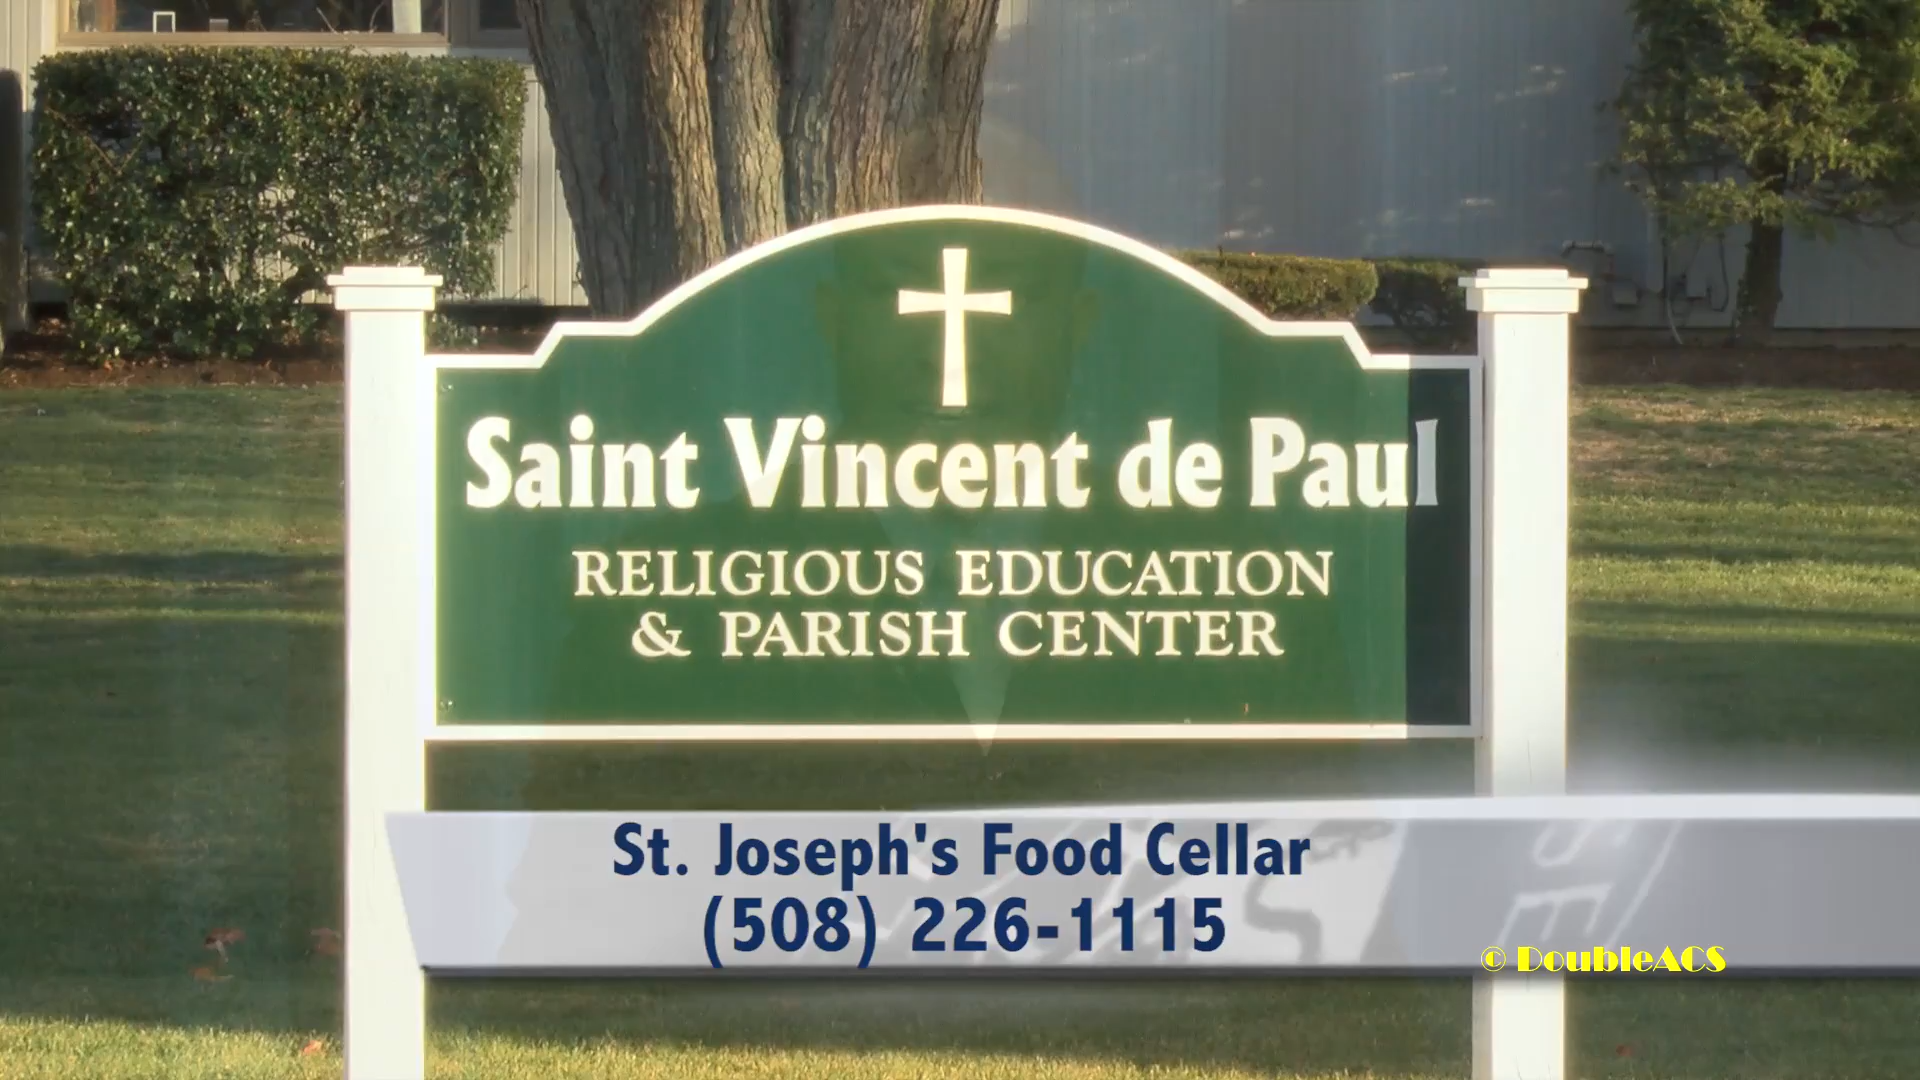 Saint Vincent de Paul
RELIGIOUS EDUCATION
& PARISH CENTER
St. Joseph's Food Cellar
(508) 226-1115
© DoubleACS